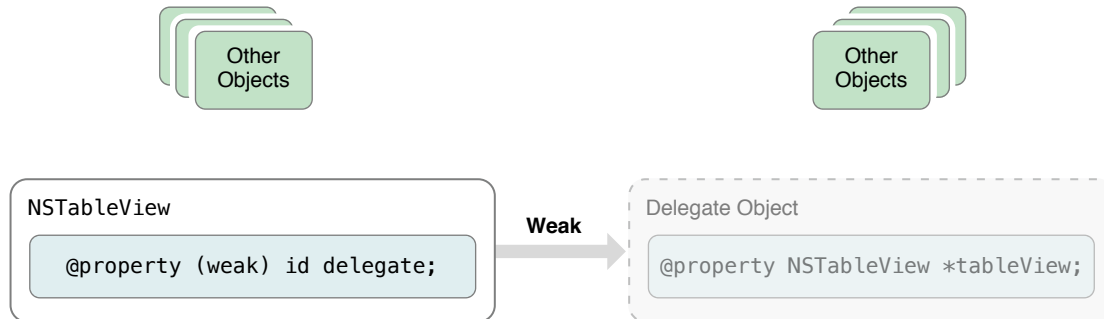 Other
Objects
Other
Objects
NSTableView
@property (weak) id delegate;
Weak
Delegate Object
@property NSTableView *tableView;